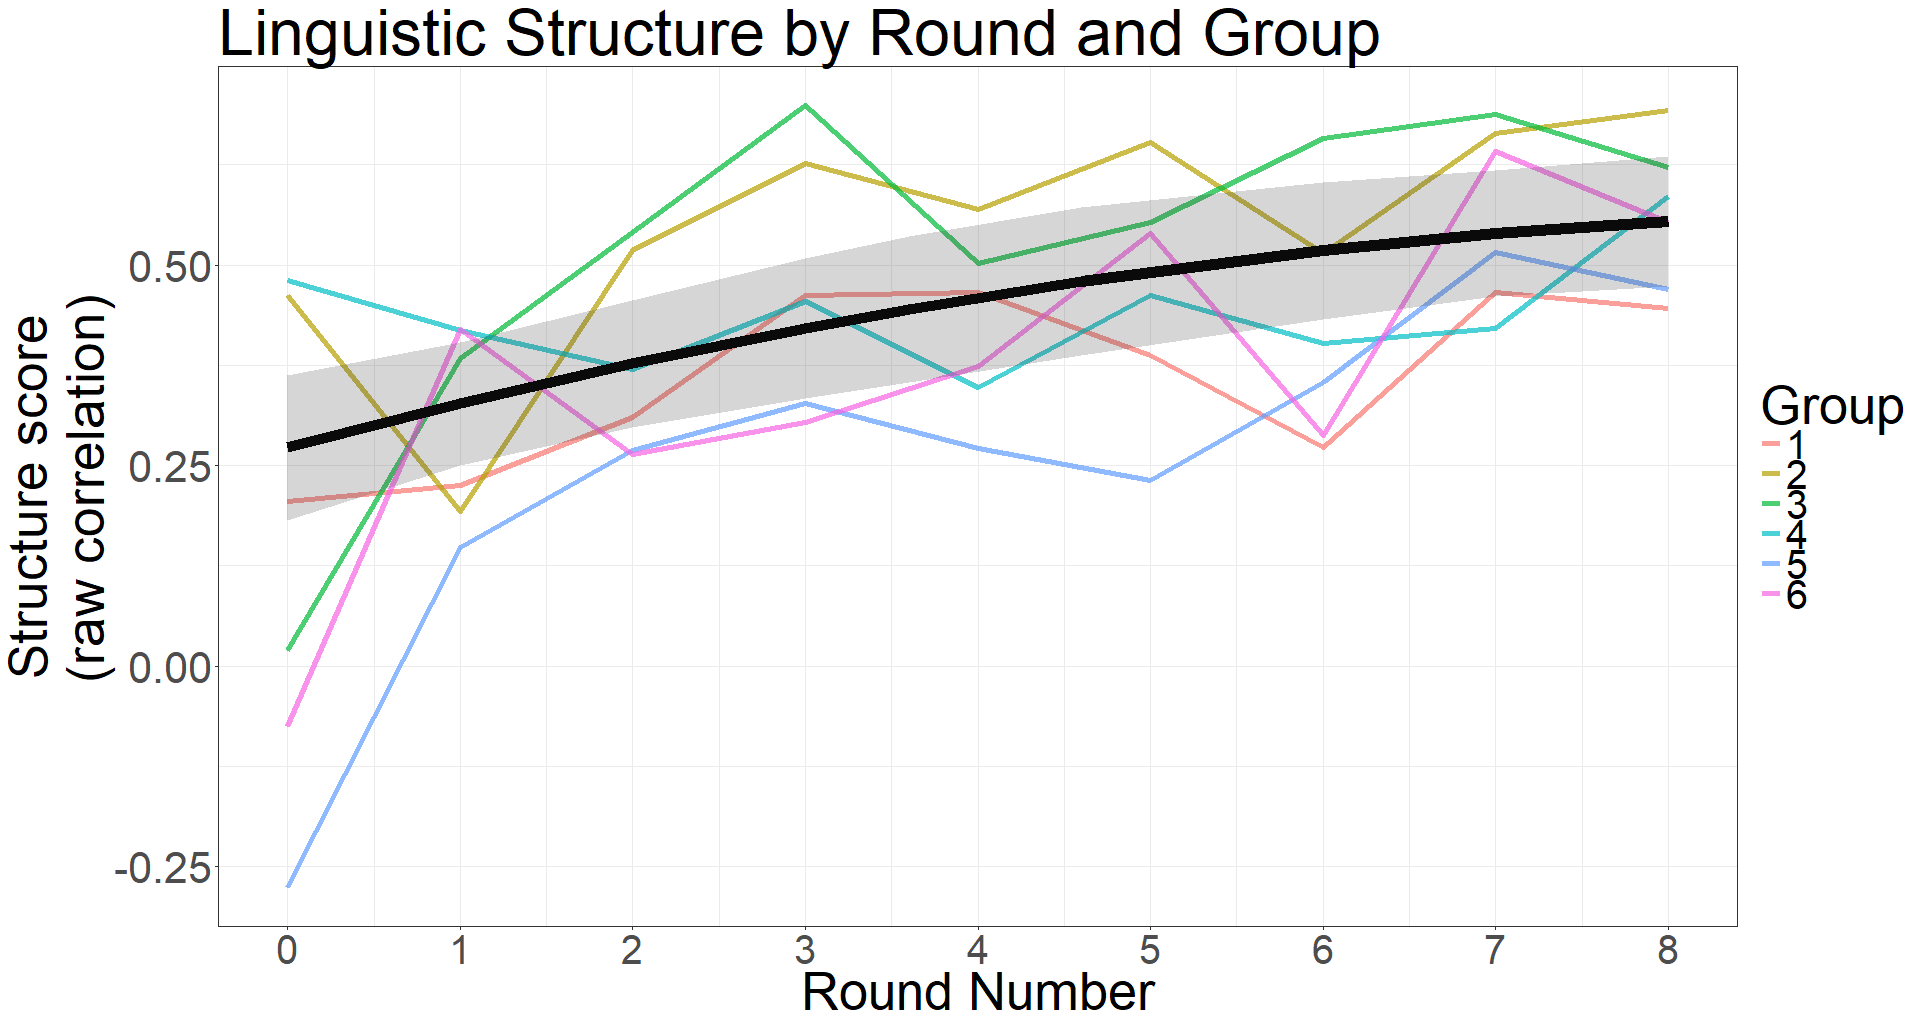 Linguistic Structure by Round and Group
Structure score
(raw correlation)
0.50
0.25
0.00
-0.25
0 1 2 3 4 5 6 7 8
Round Number
Group
1
2
3
4
5
6